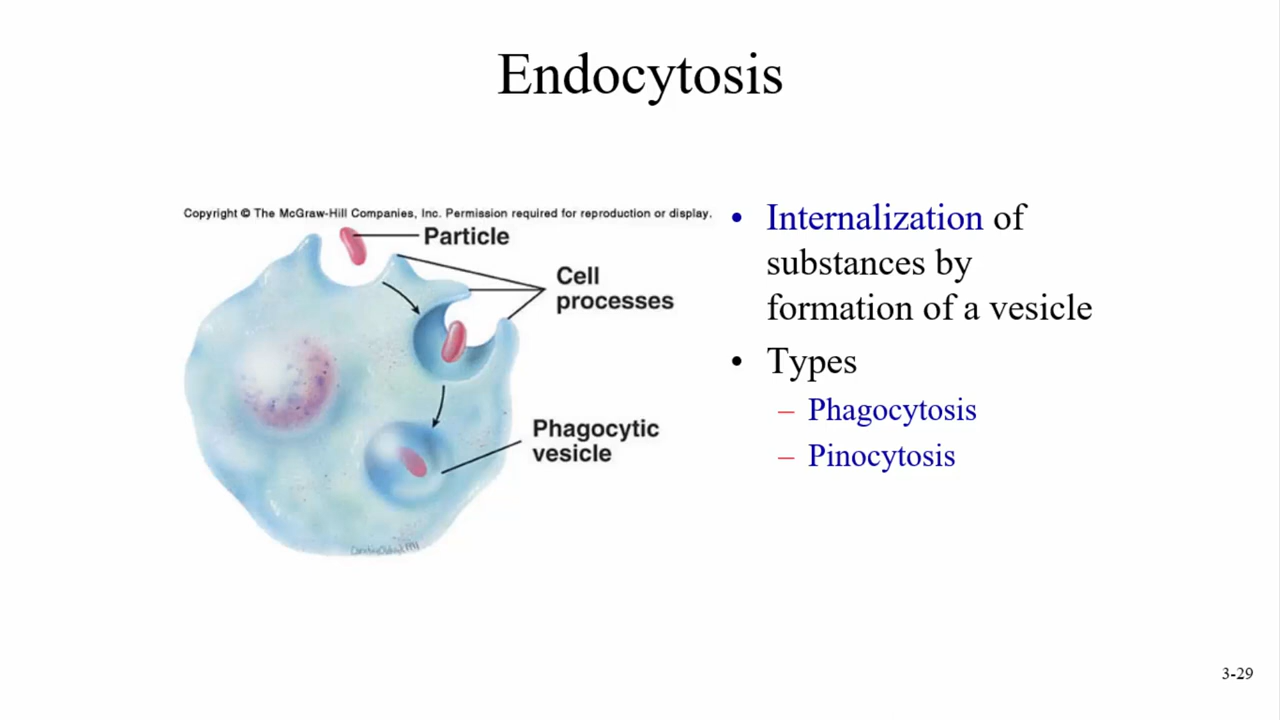 Endocytosis
Copyright © The McGraw-Hill Companies, Inc. Permission required for reproduction or display.
Particle
Cell
processes
Phagocytic
vesicle
• Internalization of
substances by
formation of a vesicle
• Types
– Phagocytosis
– Pinocytosis
3-29